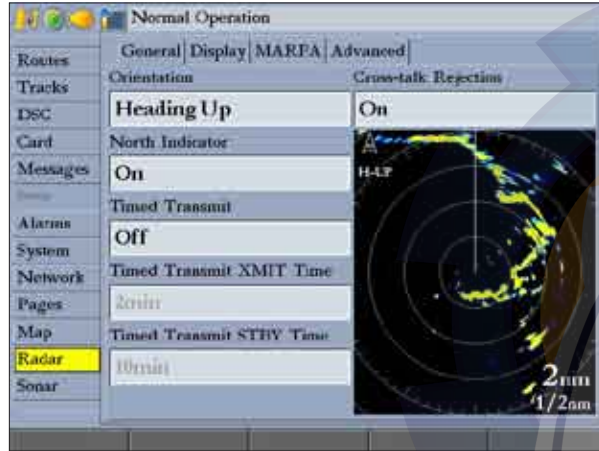 Normal Operation
General Display MARPA Advanced
Routes
Tracks
DSC
Card
Messages
Alarms
System
Network
Pages
Map
Radar
Sonar
Orientation
Heading Up
North Indicator
On
Timed Transmit
Off
Timed Transmit XMIT Time
2min
Timed Transmit STBY Time
10min
Cross-talk Rejection
On
H-UP
2nm
1/2nm